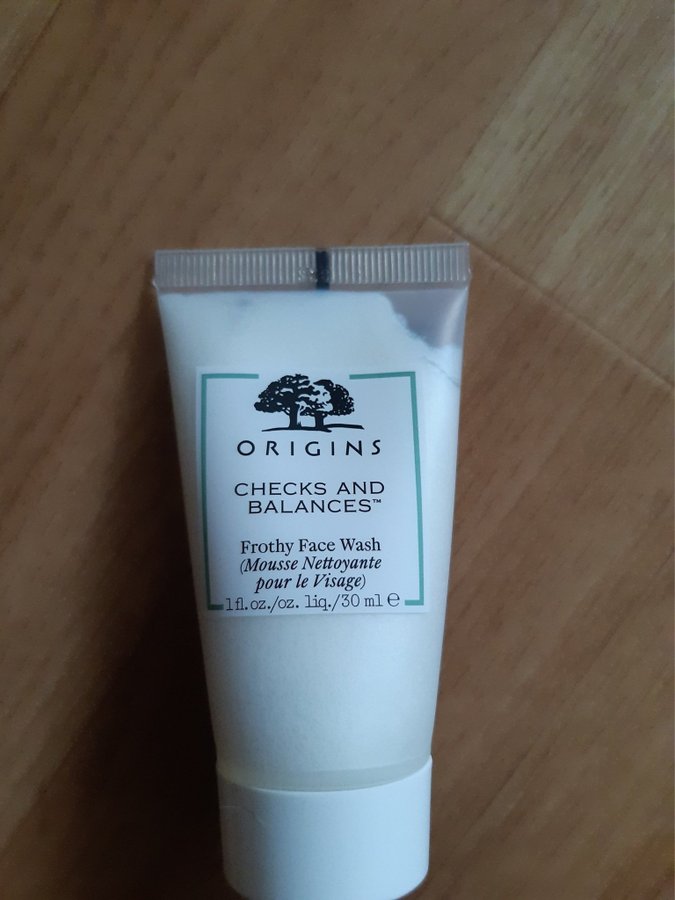 ORIGINS
CHECKS AND
BALANCES™
Frothy Face Wash
(Mousse Nettoyante
pour le Visage)
1 fl. oz./oz. liq./30 ml ℮